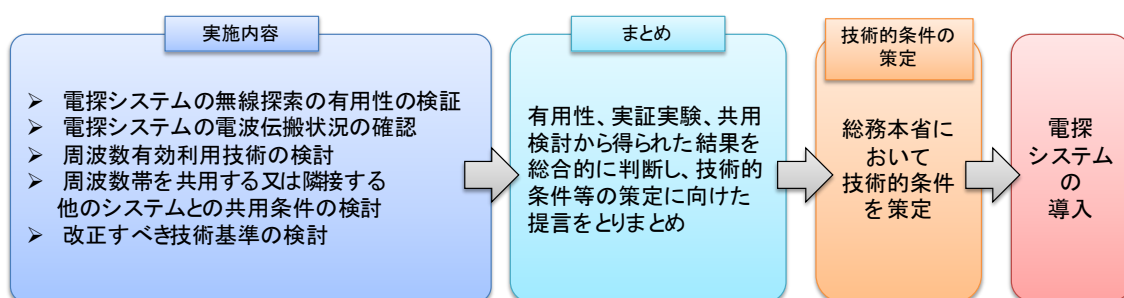 実施内容
➢ 電探システムの無線探索の有用性の検証
➢ 電探システムの電波伝搬状況の確認
➢ 周波数有効利用技術の検討
➢ 周波数帯を共用する又は隣接する
他のシステムとの共用条件の検討
➢ 改正すべき技術基準の検討
まとめ
有用性、実証実験、共用
検討から得られた結果を
総合的に判断し、技術的
条件等の策定に向けた
提言をとりまとめ
技術的条件の
策定
総務本省に
おいて
技術的条件
を策定
電探
システム
の
導入